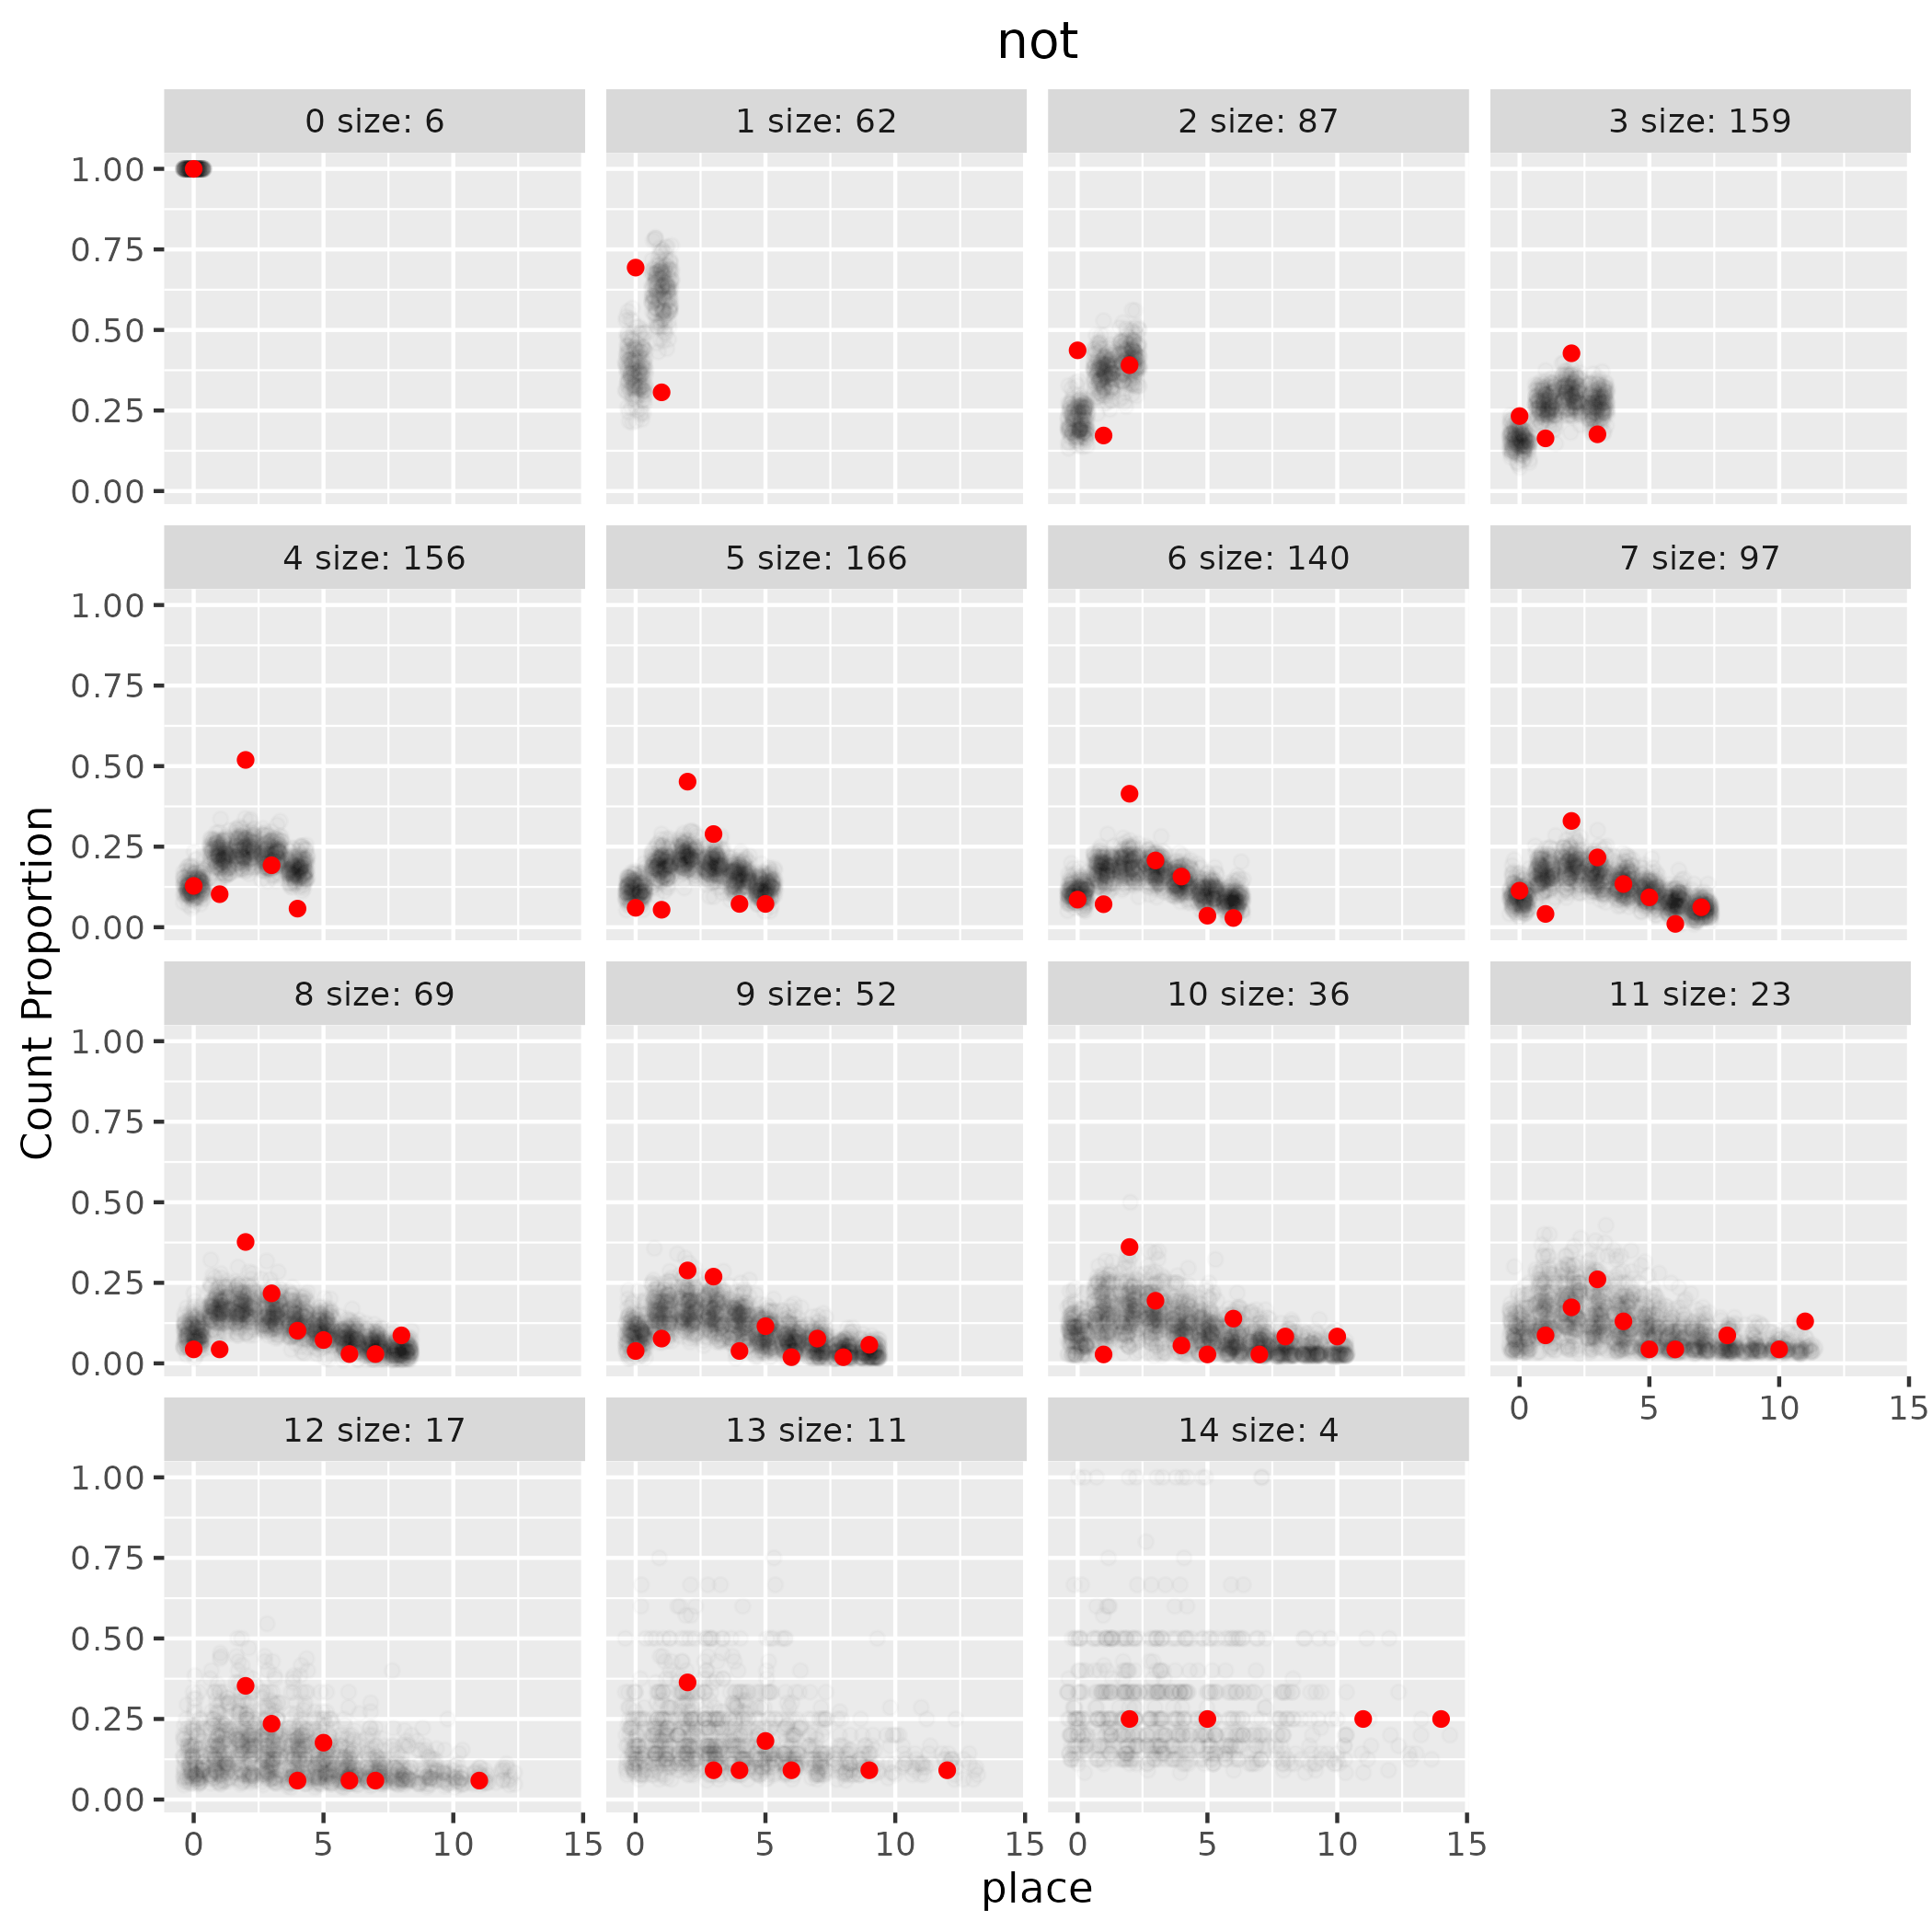 not
0 size: 6
1 size: 62
2 size: 87
3 size: 159
1.00
0.75
0.50
0.25
0.00
4 size: 156
5 size: 166
6 size: 140
7 size: 97
1.00
0.75
0.50
0.25
0.00
Count Proportion
8 size: 69
9 size: 52
10 size: 36
11 size: 23
1.00
0.75
0.50
0.25
0.00
0 5 10 15
12 size: 17
13 size: 11
14 size: 4
1.00
0.75
0.50
0.25
0.00
0 5 10 15 0 5 10 15 0 5 10 15
place